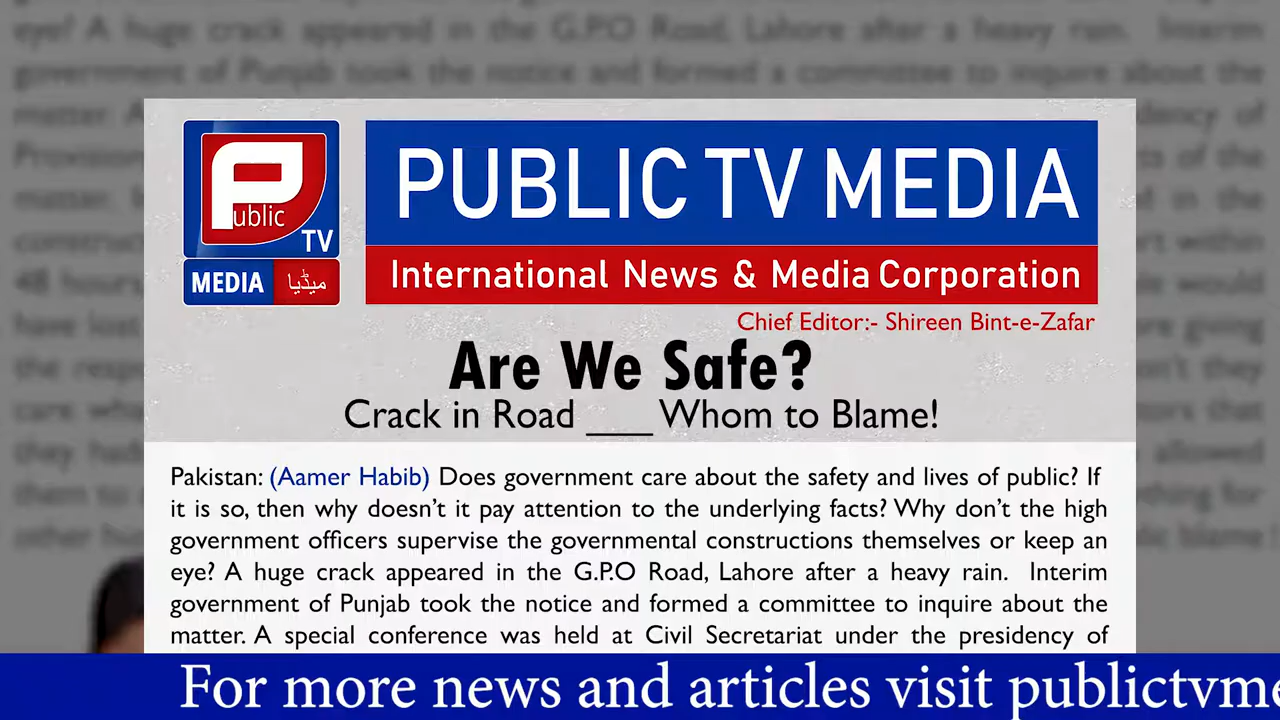 Public
TV
MEDIA میڈیا
PUBLIC TV MEDIA
International News & Media Corporation
Chief Editor:- Shireen Bint-e-Zafar
Are We Safe?
Crack in Road ___ Whom to Blame!
Pakistan: (Aamer Habib) Does government care about the safety and lives of public? If
it is so, then why doesn't it pay attention to the underlying facts? Why don't the high
government officers supervise the governmental constructions themselves or keep an
eye? A huge crack appeared in the G.P.O Road, Lahore after a heavy rain. Interim
government of Punjab took the notice and formed a committee to inquire about the
matter. A special conference was held at Civil Secretariat under the presidency of
For more news and articles visit publictvme